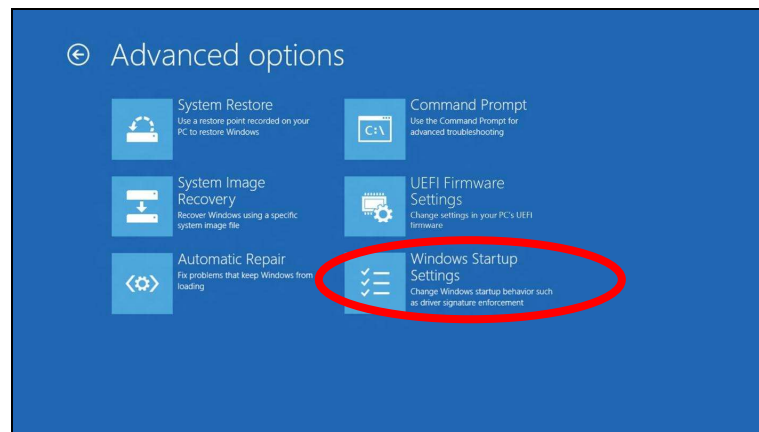 Advanced options
System Restore
Use a restore point recorded on your
PC to restore Windows
Command Prompt
Use the Command Prompt for
advanced troubleshooting
C:\
System Image
Recovery
Recover Windows using a specific
system image file
UEFI Firmware
Settings
Change settings in your PC's UEFI
firmware
Automatic Repair
Fix problems that keep Windows from
loading
Windows Startup
Settings
Change Windows startup behavior such
as driver signature enforcement